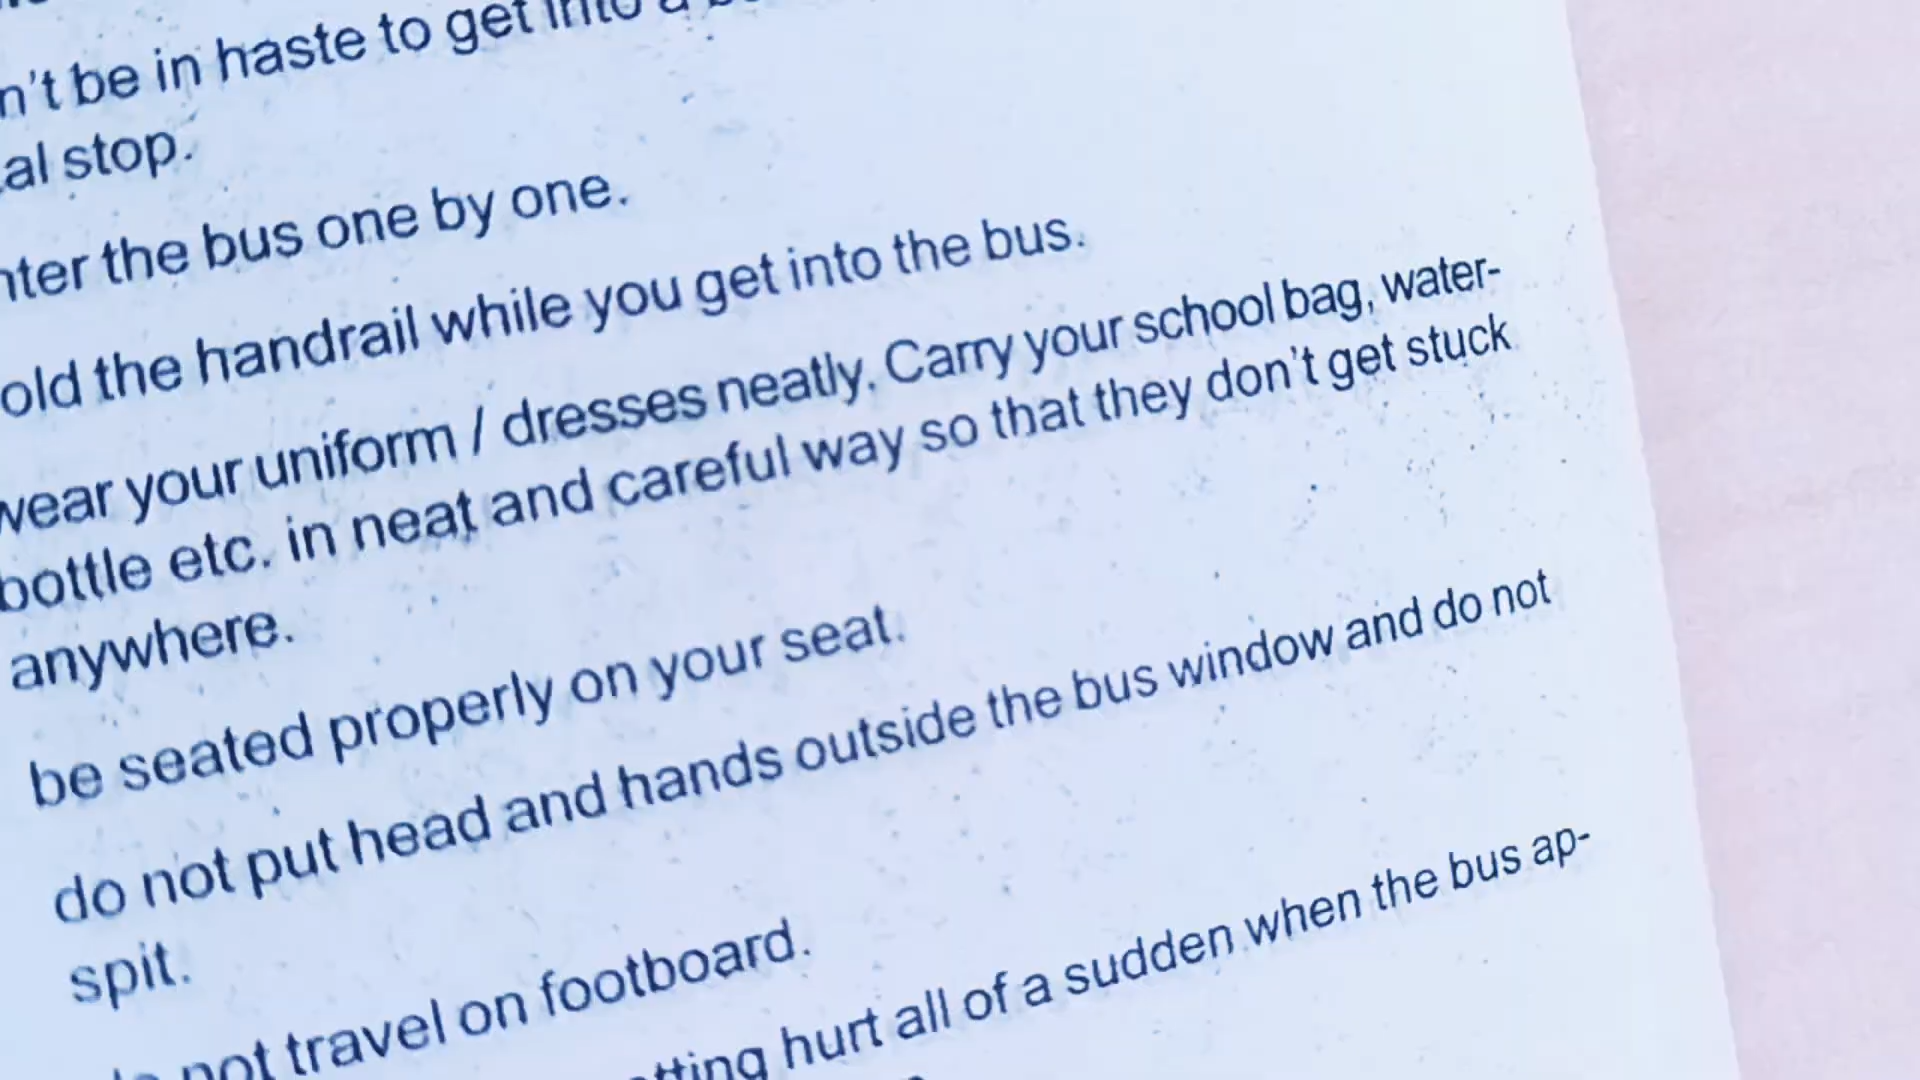 n't be in haste to get into a
al stop.
nter the bus one by one.
old the handrail while you get into the bus.
wear your uniform / dresses neatly. Carry your school bag, water-
bottle etc. in neat and careful way so that they don't get stuck
anywhere.
be seated properly on your seat.
do not put head and hands outside the bus window and do not
spit.
not travel on footboard.
tting hurt all of a sudden when the bus ap-